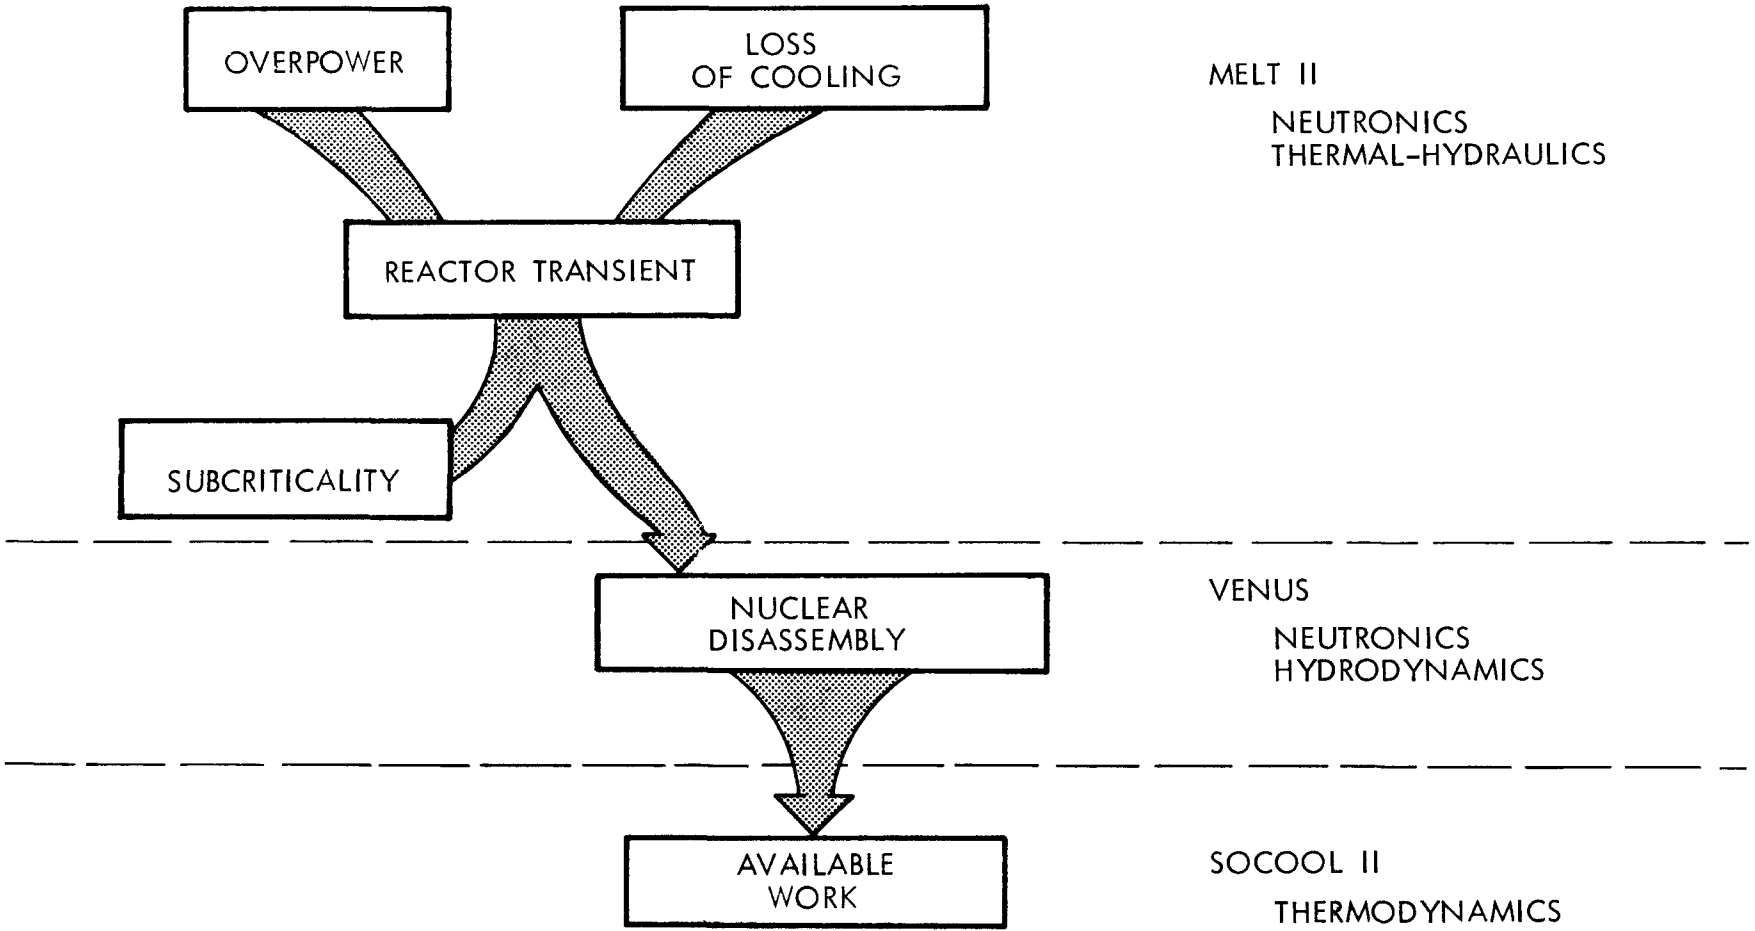 OVERPOWER
LOSS
OF COOLING
MELT II
NEUTRONICS
THERMAL-HYDRAULICS
REACTOR TRANSIENT
SUBCRITICALITY
NUCLEAR
DISASSEMBLY
VENUS
NEUTRONICS
HYDRODYNAMICS
AVAILABLE
WORK
SOCOOL II
THERMODYNAMICS